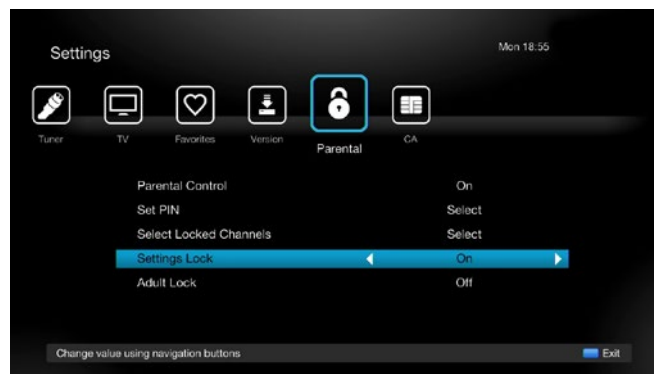 Settings
Mon 18:55
Tuner TV Favorites Version Parental CA
Parental Control On
Set PIN Select
Select Locked Channels Select
Settings Lock On
Adult Lock Off
Change value using navigation buttons Exit